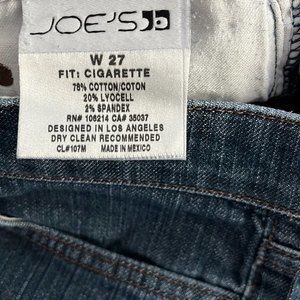 JOE'S
W 27
FIT: CIGARETTE
78% COTTON/COTON
20% LYOCELL
2% SPANDEX
RN# 106214 CA# 35037
DESIGNED IN LOS ANGELES
DRY CLEAN RECOMMENDED
CL#107M MADE IN MEXICO